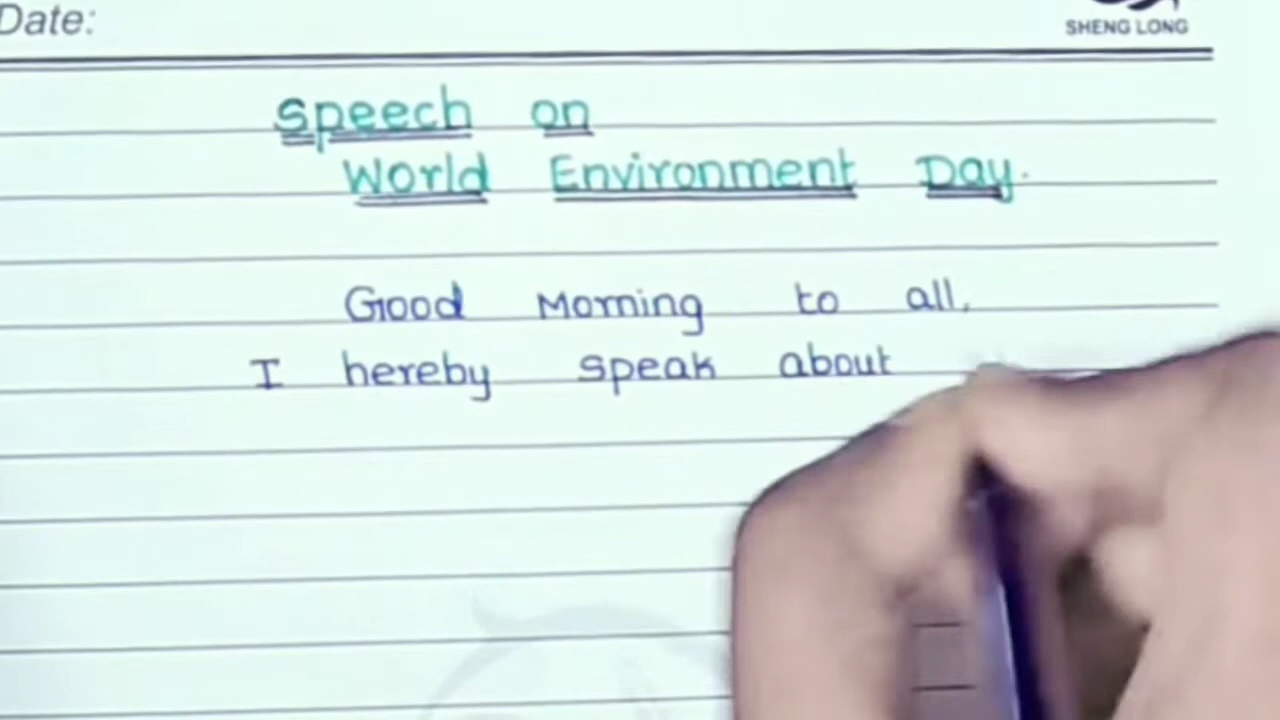 Date:
SHENG LONG
Speech on
World Environment Day.
Good Morning to all,
I hereby speak about